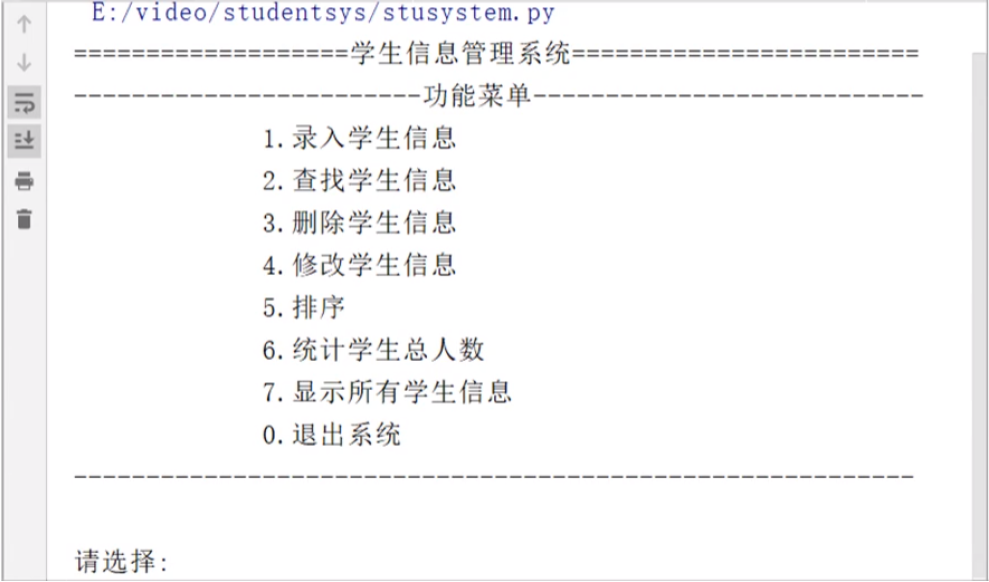 E:/video/studentsys/stusystem.py
===================学生信息管理系统========================
------------------------功能菜单---------------------------
1.录入学生信息
2.查找学生信息
3.删除学生信息
4.修改学生信息
5.排序
6.统计学生总人数
7.显示所有学生信息
0.退出系统
----------------------------------------------------------
请选择: